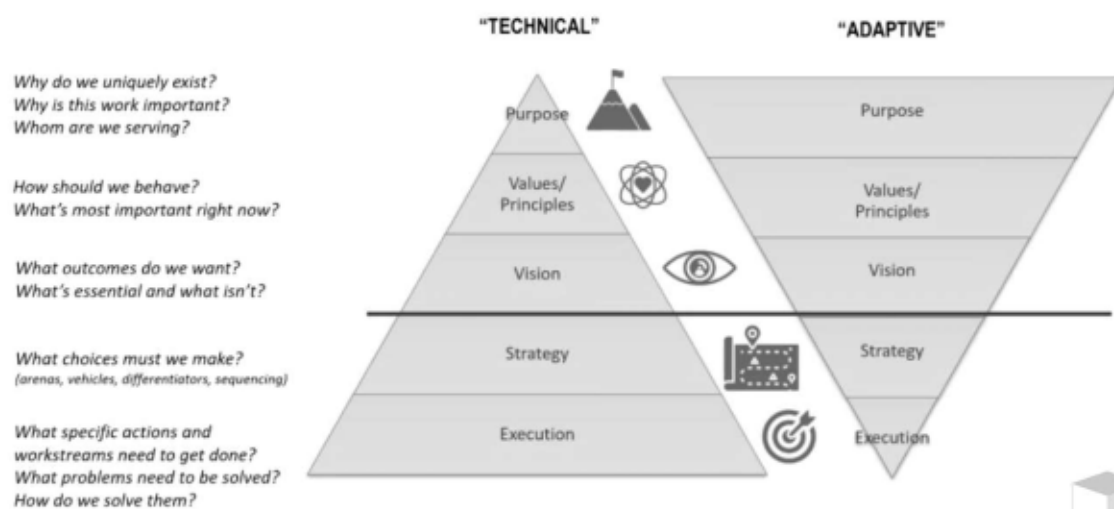 “TECHNICAL”
“ADAPTIVE”
Why do we uniquely exist?
Why is this work important?
Whom are we serving?
Purpose
Purpose
How should we behave?
What’s most important right now?
Values/
Principles
Values/
Principles
What outcomes do we want?
What’s essential and what isn’t?
Vision
Vision
What choices must we make?
(arenas, vehicles, differentiators, sequencing)
Strategy
Strategy
What specific actions and
workstreams need to get done?
What problems need to be solved?
How do we solve them?
Execution
Execution